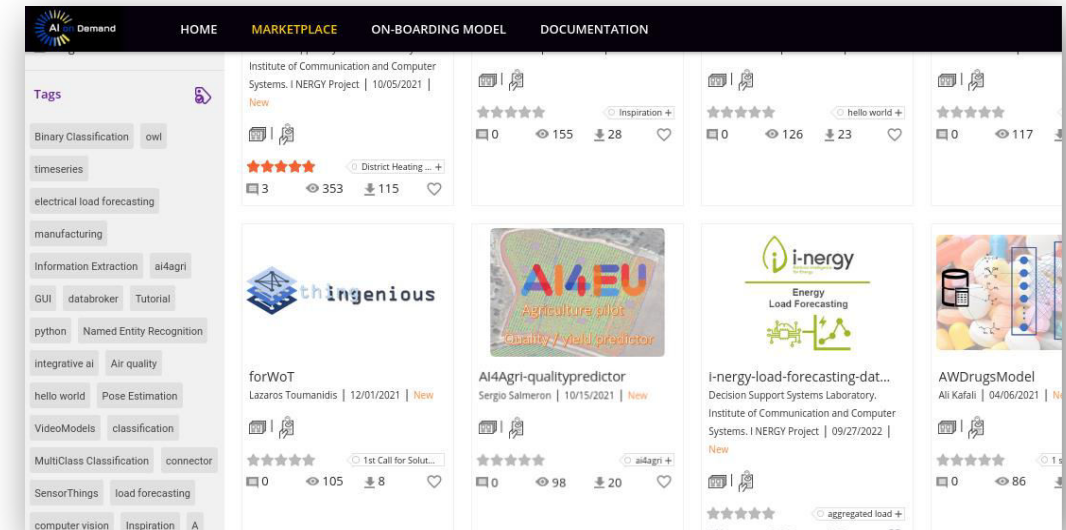 AI on Demand
HOME
MARKETPLACE
ON-BOARDING MODEL
DOCUMENTATION
Tags
Binary Classification
owl
timeseries
electrical load forecasting
manufacturing
Information Extraction
ai4agri
GUI
databroker
Tutorial
python
Named Entity Recognition
integrative ai
Air quality
hello world
Pose Estimation
VideoModels
classification
MultiClass Classification
connector
SensorThings
load forecasting
computer vision
Inspiration
A
Institute of Communication and Computer
Systems. I NERGY Project | 10/05/2021 |
New
District Heating ... +
3 353 115
Inspiration +
0 155 28
hello world +
0 126 23
0 117
thingenious
forWoT
Lazaros Toumanidis | 12/01/2021 | New
1st Call for Solut...
0 105 8
AI4EU
Agriculture pilot
Quality / yield predictor
AI4Agri-qualitypredictor
Sergio Salmeron | 10/15/2021 | New
ai4agri +
0 98 20
i-nergy
Energy
Load Forecasting
i-nergy-load-forecasting-dat...
Decision Support Systems Laboratory.
Institute of Communication and Computer
Systems. I NERGY Project | 09/27/2022 |
New
aggregated load +
AWDrugsModel
Ali Kafali | 04/06/2021 |
1 s
0 86